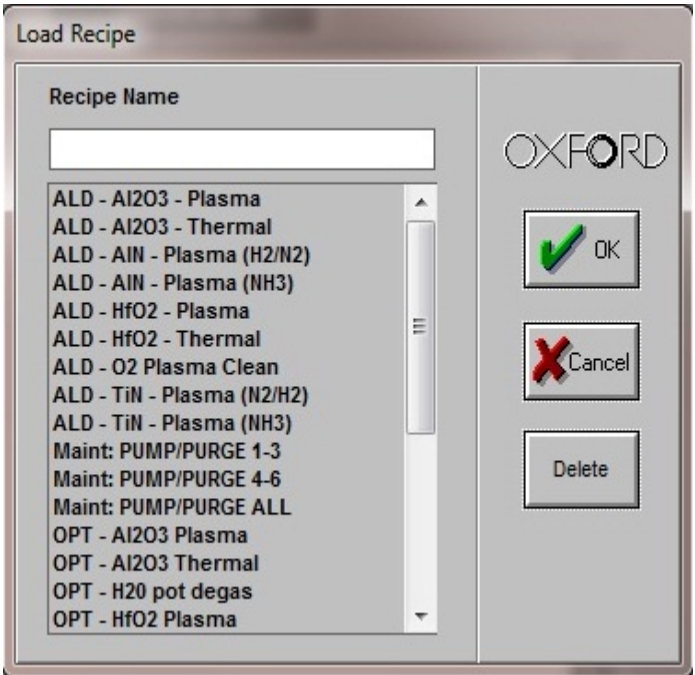 Load Recipe
Recipe Name
ALD - Al2O3 - Plasma
ALD - Al2O3 - Thermal
ALD - AlN - Plasma (H2/N2)
ALD - AlN - Plasma (NH3)
ALD - HfO2 - Plasma
ALD - HfO2 - Thermal
ALD - O2 Plasma Clean
ALD - TiN - Plasma (N2/H2)
ALD - TiN - Plasma (NH3)
Maint: PUMP/PURGE 1-3
Maint: PUMP/PURGE 4-6
Maint: PUMP/PURGE ALL
OPT - Al2O3 Plasma
OPT - Al2O3 Thermal
OPT - H20 pot degas
OPT - HfO2 Plasma
OXFORD
OK
Cancel
Delete